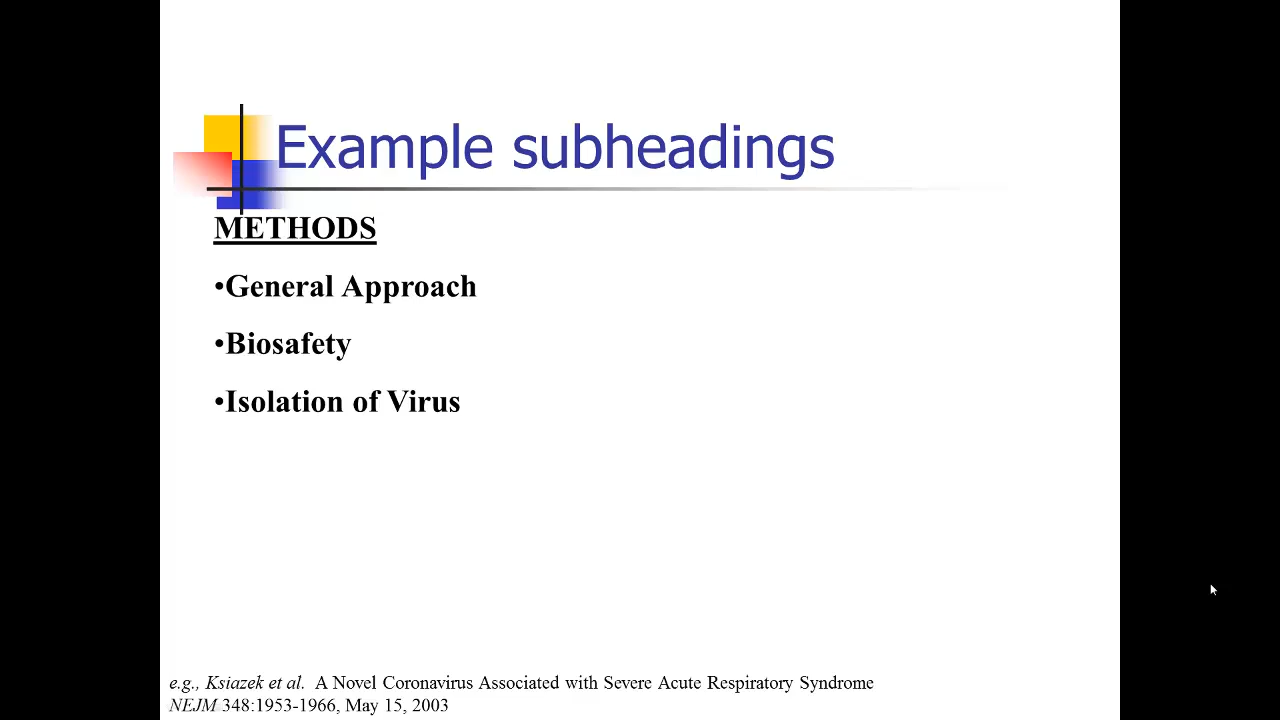 Example subheadings
METHODS
•General Approach
•Biosafety
•Isolation of Virus
e.g., Ksiazek et al. A Novel Coronavirus Associated with Severe Acute Respiratory Syndrome
NEJM 348:1953-1966, May 15, 2003